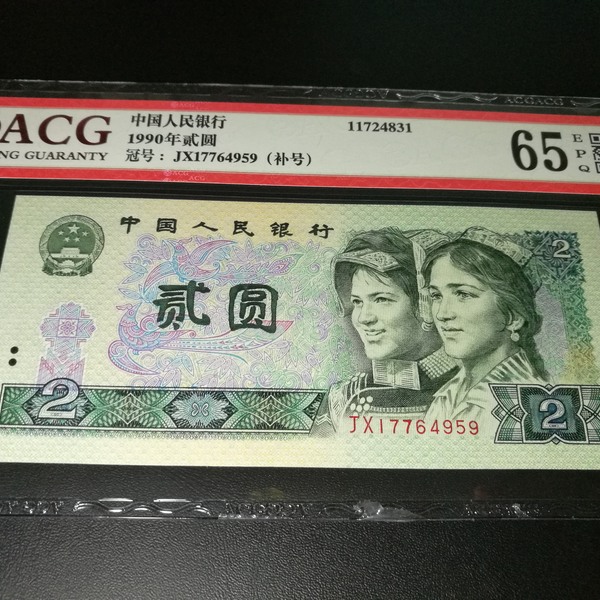 ACG
中国人民银行
1990年贰圆
11724831
65
E
P
Q
NG GUARANTY
冠号：JX17764959（补号）
ACG
中国人民银行
2
贰圆
2
JX17764959
2